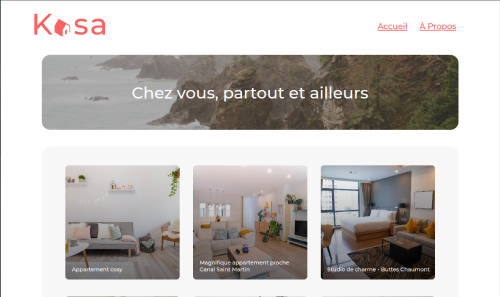 Kasa
Accueil
À Propos
Chez vous, partout et ailleurs
Appartement cosy
Magnifique appartement proche
Canal Saint Martin
Studio de charme - Buttes Chaumont